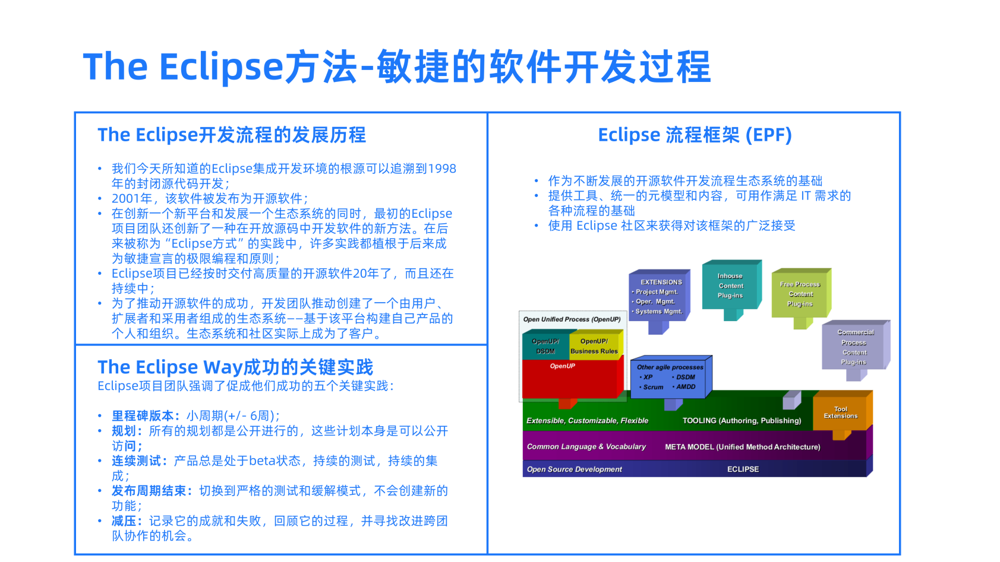 The Eclipse方法-敏捷的软件开发过程
The Eclipse开发流程的发展历程
• 我们今天所知道的Eclipse集成开发环境的根源可以追溯到1998
年的封闭源代码开发；
• 2001年，该软件被发布为开源软件；
• 在创新一个新平台和发展一个生态系统的同时，最初的Eclipse
项目团队还创新了一种在开放源码中开发软件的新方法。在后
来被称为“Eclipse方式”的实践中，许多实践都植根于后来成
为敏捷宣言的极限编程和原则；
• Eclipse项目已经按时交付高质量的开源软件20年了，而且还在
持续中；
• 为了推动开源软件的成功，开发团队推动创建了一个由用户、
扩展者和采用者组成的生态系统——基于该平台构建自己产品的
个人和组织。生态系统和社区实际上成为了客户。
The Eclipse Way成功的关键实践
Eclipse项目团队强调了促成他们成功的五个关键实践：
• 里程碑版本：小周期(+/- 6周)；
• 规划：所有的规划都是公开进行的，这些计划本身是可以公开
访问；
• 连续测试：产品总是处于beta状态，持续的测试，持续的集
成；
• 发布周期结束：切换到严格的测试和缓解模式，不会创建新的
功能；
• 减压：记录它的成就和失败，回顾它的过程，并寻找改进跨团
队协作的机会。
Eclipse 流程框架 (EPF)
• 作为不断发展的开源软件开发流程生态系统的基础
• 提供工具、统一的元模型和内容，可用作满足 IT 需求的
各种流程的基础
• 使用 Eclipse 社区来获得对该框架的广泛接受
EXTENSIONS
• Project Mgmt.
• Oper. Mgmt.
• Systems Mgmt.
Inhouse
Content
Plug-ins
Free Process
Content
Plug-ins
Commercial
Process
Content
Plug-ins
Open Unified Process (OpenUP)
OpenUP/
DSDM
OpenUP/
Business Rules
OpenUP
Other agile processes
• XP • DSDM
• Scrum • AMDD
Tool
Extensions
Extensible, Customizable, Flexible TOOLING (Authoring, Publishing)
Common Language & Vocabulary META MODEL (Unified Method Architecture)
Open Source Development ECLIPSE